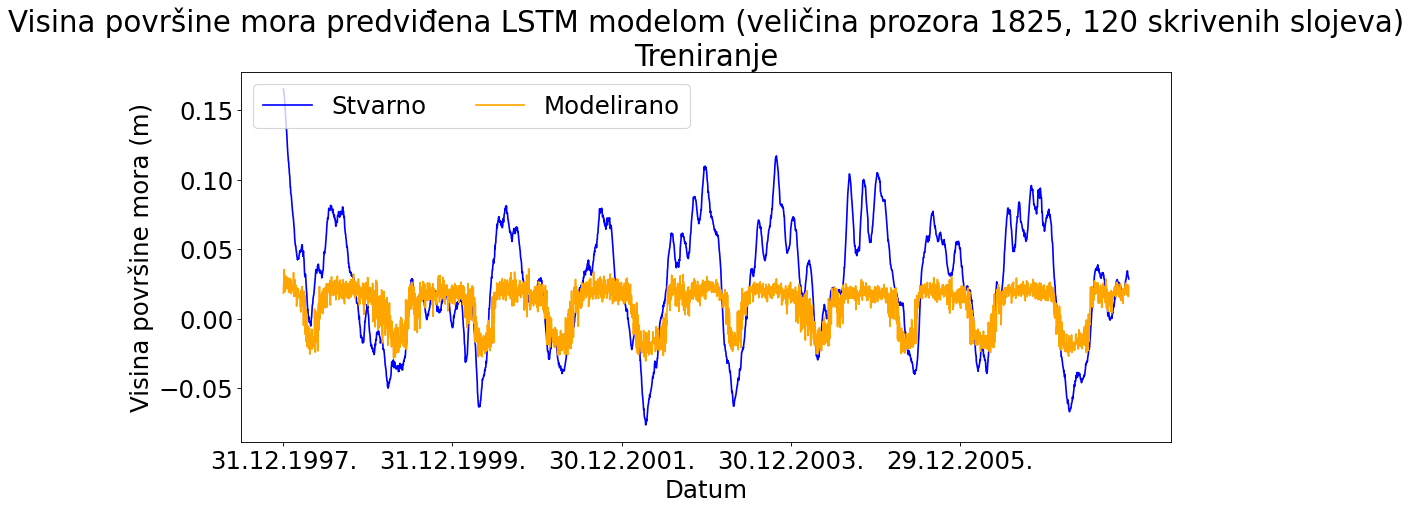 Visina površine mora predviđena LSTM modelom (veličina prozora 1825, 120 skrivenih slojeva)
Treniranje
Stvarno
Modelirano
Visina površine mora (m)
0.15
0.10
0.05
0.00
−0.05
31.12.1997.
31.12.1999.
30.12.2001.
30.12.2003.
29.12.2005.
Datum